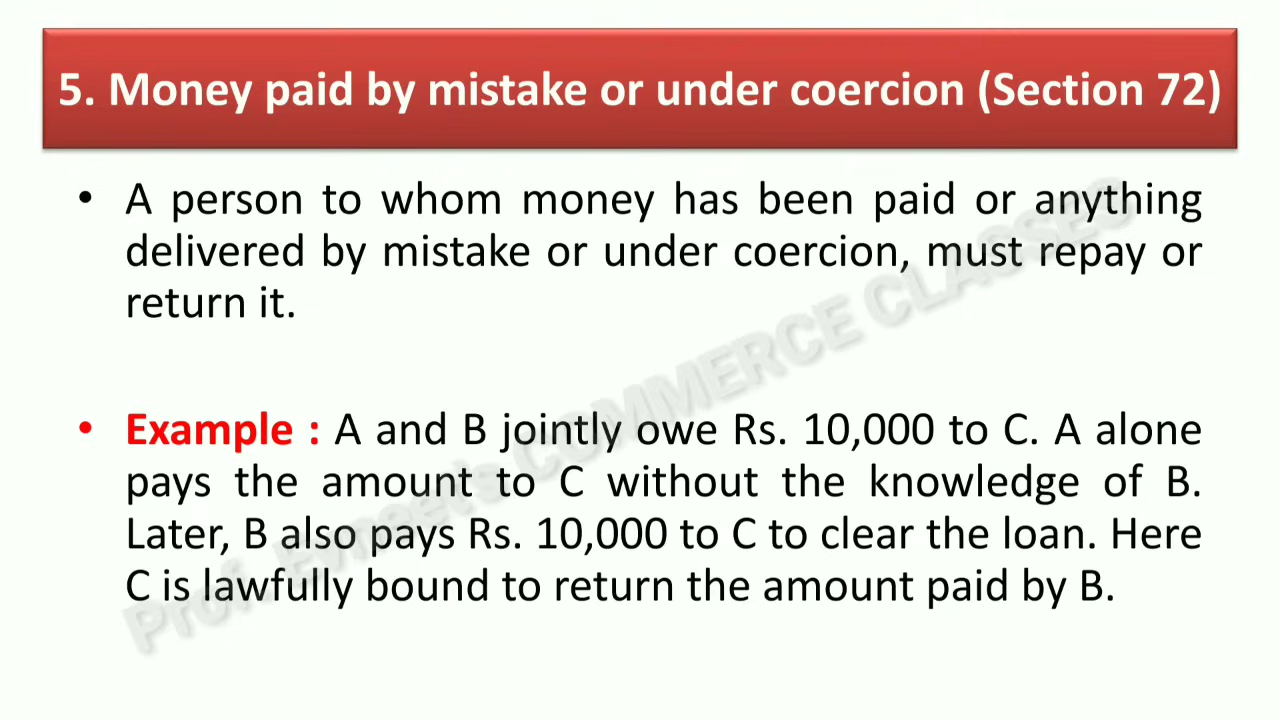 5. Money paid by mistake or under coercion (Section 72)
• A person to whom money has been paid or anything
delivered by mistake or under coercion, must repay or
return it.
• Example : A and B jointly owe Rs. 10,000 to C. A alone
pays the amount to C without the knowledge of B.
Later, B also pays Rs. 10,000 to C to clear the loan. Here
C is lawfully bound to return the amount paid by B.
Prof. COMMERCE CLASSES